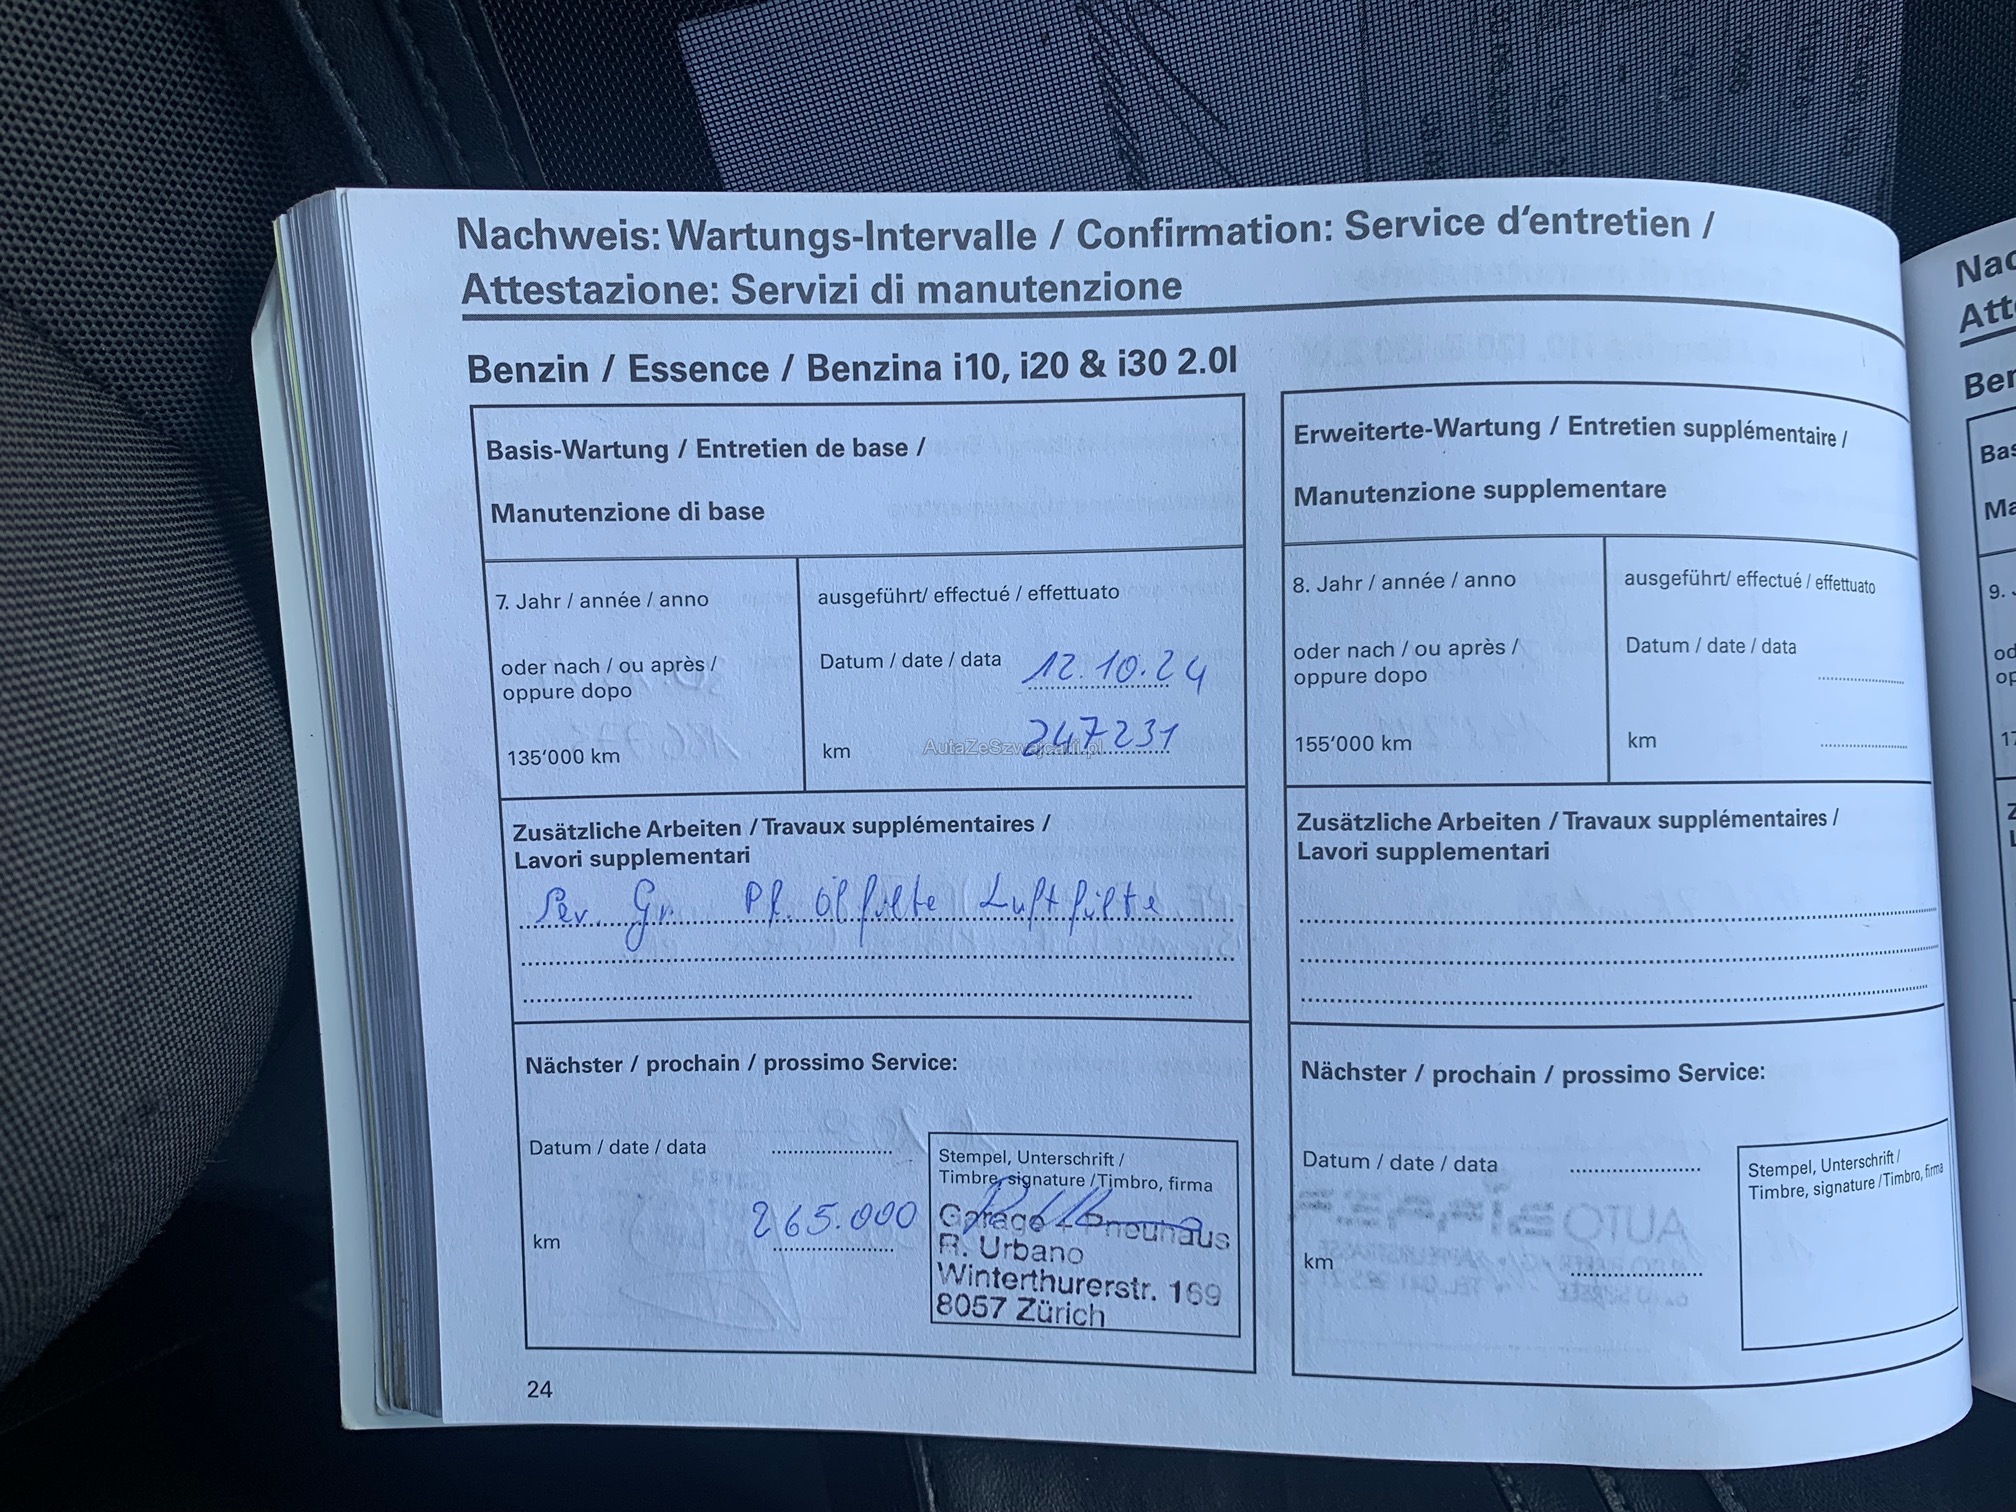 Nachweis: Wartungs-Intervalle / Confirmation: Service d‘entretien /
Attestazione: Servizi di manutenzione
Benzin / Essence / Benzina i10, i20 & i30 2.0l
Basis-Wartung / Entretien de base /
Manutenzione di base
7. Jahr / année / anno
oder nach / ou après /
oppure dopo
135‘000 km
ausgeführt/ effectué / effettuato
Datum / date / data 12.10.24
km 247231
AutaZeSzwajcarii.pl
Zusätzliche Arbeiten / Travaux supplémentaires /
Lavori supplementari
Ser. Gr. Pl. ölfilte Luftfilte
Nächster / prochain / prossimo Service:
Datum / date / data
km 265.000
Stempel, Unterschrift /
Timbre, signature / Timbro, firma
Garage + Pneuhaus
R. Urbano
Winterthurerstr. 169
8057 Zürich
24
Erweiterte-Wartung / Entretien supplémentaire /
Manutenzione supplementare
8. Jahr / année / anno
oder nach / ou après /
oppure dopo
155‘000 km
ausgeführt/ effectué / effettuato
Datum / date / data
km
Zusätzliche Arbeiten / Travaux supplémentaires /
Lavori supplementari
Nächster / prochain / prossimo Service:
Datum / date / data
km
Stempel, Unterschrift /
Timbre, signature / Timbro, firma